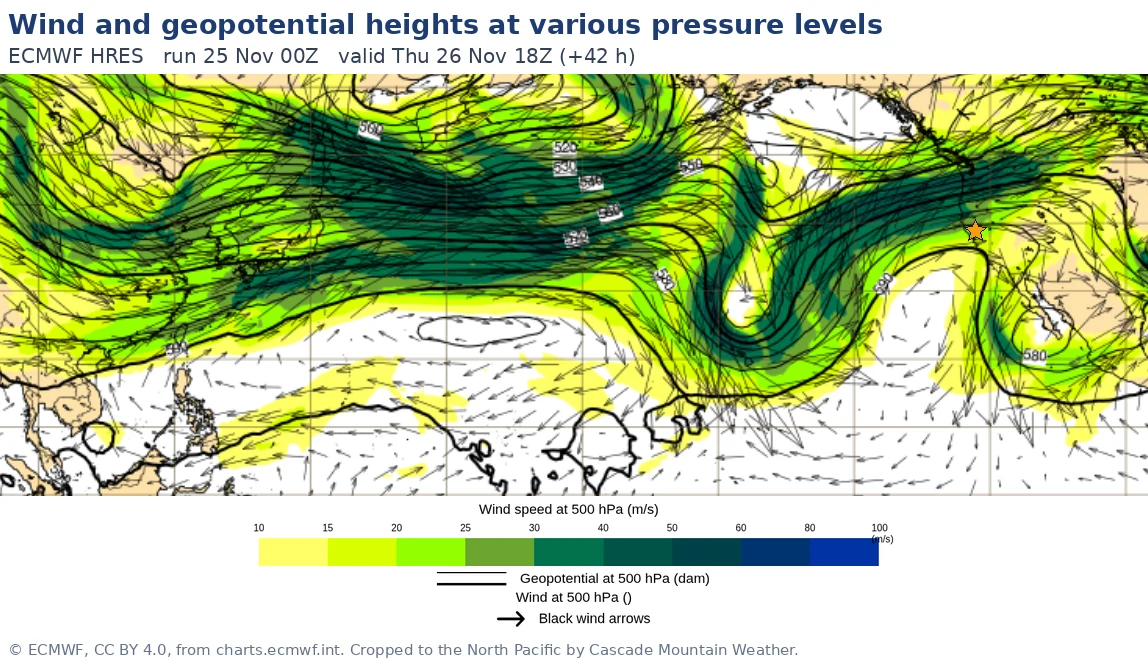 Wind and geopotential heights at various pressure levels
ECMWF HRES   run 25 Nov 00Z   valid Thu 26 Nov 18Z (+42 h)
500
520
530
550
540
560
580
590
580
Wind speed at 500 hPa (m/s)
10 15 20 25 30 40 50 60 80 100
(m/s)
Geopotential at 500 hPa (dam)
Wind at 500 hPa ()
Black wind arrows
© ECMWF, CC BY 4.0, from charts.ecmwf.int. Cropped to the North Pacific by Cascade Mountain Weather.